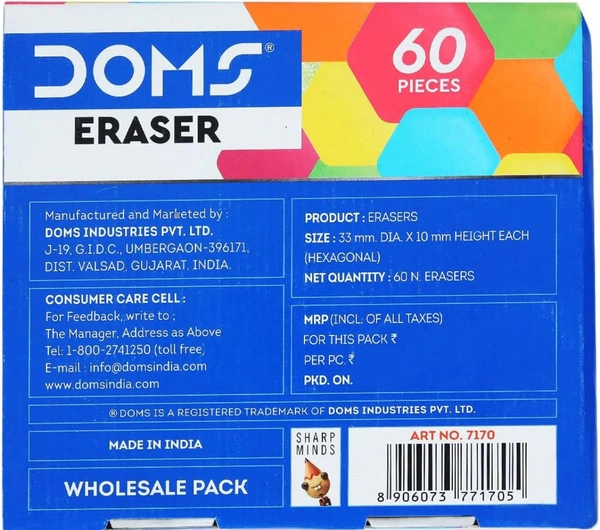 DOMS®
ERASER
60
PIECES
Manufactured and Marketed by :
DOMS INDUSTRIES PVT. LTD.
J-19, G.I.D.C., UMBERGAON-396171,
DIST. VALSAD, GUJARAT, INDIA.
CONSUMER CARE CELL :
For Feedback, write to ;
The Manager, Address as Above
Tel: 1-800-2741250 (toll free)
E-mail : info@domsindia.com
www.domsindia.com
PRODUCT : ERASERS
SIZE : 33 mm. DIA. X 10 mm HEIGHT EACH
(HEXAGONAL)
NET QUANTITY : 60 N. ERASERS
MRP (INCL. OF ALL TAXES)
FOR THIS PACK ₹
PER PC. ₹
PKD. ON.
® DOMS IS A REGISTERED TRADEMARK OF DOMS INDUSTRIES PVT. LTD.
MADE IN INDIA
WHOLESALE PACK
SHARP
MINDS
ART NO. 7170
8 906073 771705